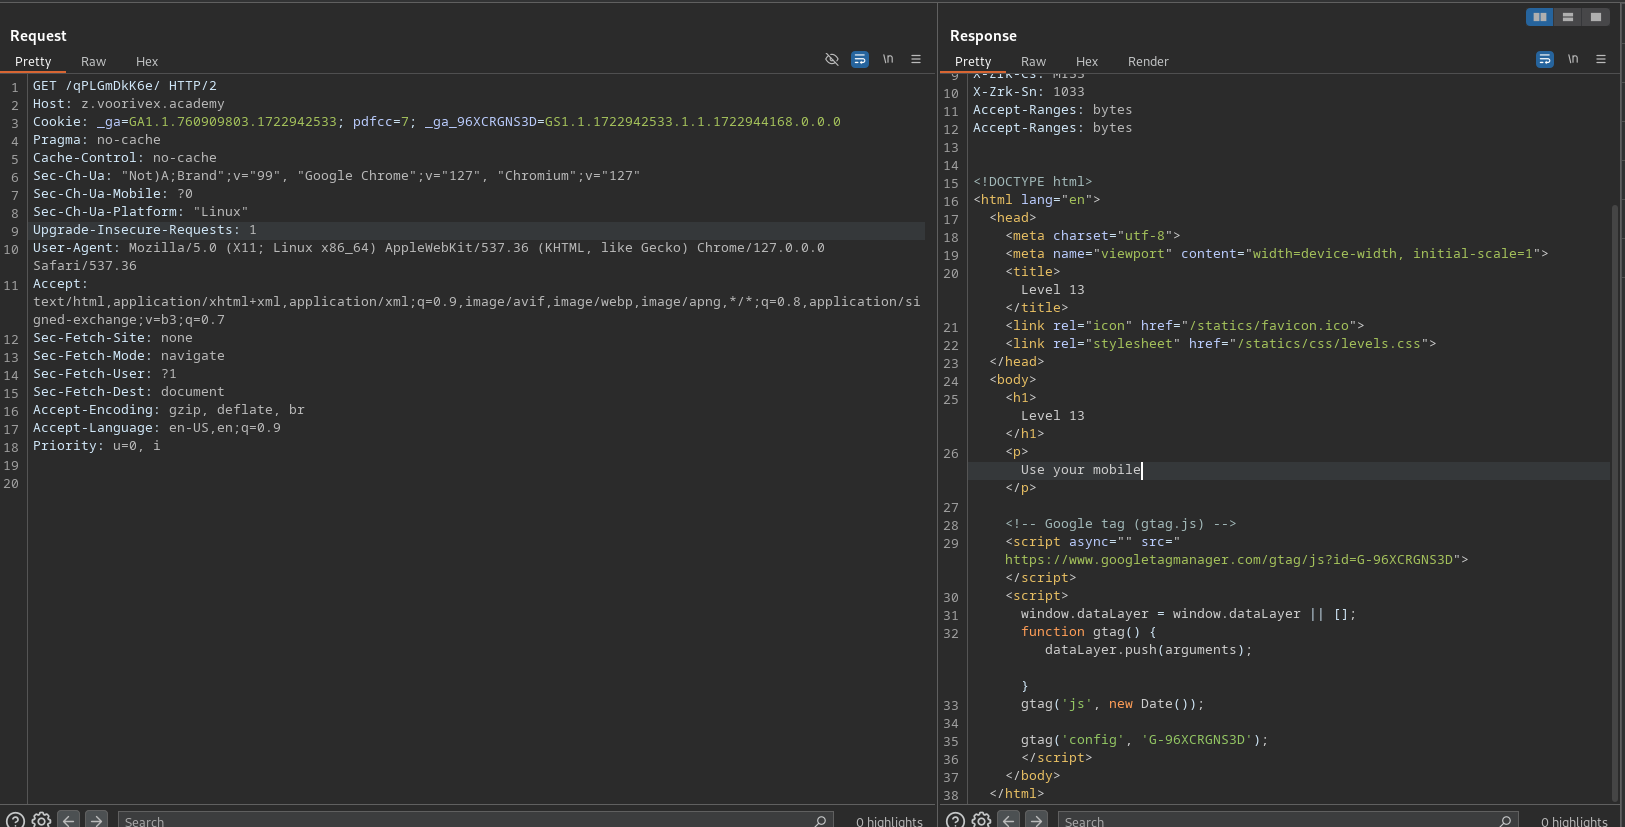 Request
Pretty Raw Hex
\n
1 GET /qPLGmDkK6e/ HTTP/2
2 Host: z.voorivex.academy
3 Cookie: _ga=GA1.1.760909803.1722942533; pdfcc=7; _ga_96XCRGNS3D=GS1.1.1722942533.1.1.1722944168.0.0.0
4 Pragma: no-cache
5 Cache-Control: no-cache
6 Sec-Ch-Ua: "Not)A;Brand";v="99", "Google Chrome";v="127", "Chromium";v="127"
7 Sec-Ch-Ua-Mobile: ?0
8 Sec-Ch-Ua-Platform: "Linux"
9 Upgrade-Insecure-Requests: 1
10 User-Agent: Mozilla/5.0 (X11; Linux x86_64) AppleWebKit/537.36 (KHTML, like Gecko) Chrome/127.0.0.0
Safari/537.36
11 Accept:
text/html,application/xhtml+xml,application/xml;q=0.9,image/avif,image/webp,image/apng,*/*;q=0.8,application/si
gned-exchange;v=b3;q=0.7
12 Sec-Fetch-Site: none
13 Sec-Fetch-Mode: navigate
14 Sec-Fetch-User: ?1
15 Sec-Fetch-Dest: document
16 Accept-Encoding: gzip, deflate, br
17 Accept-Language: en-US,en;q=0.9
18 Priority: u=0, i
19
20
Search
0 highlights
Response
Pretty Raw Hex Render
\n
9 X-Zrk-Cs: MISS
10 X-Zrk-Sn: 1033
11 Accept-Ranges: bytes
12 Accept-Ranges: bytes
13
14
15 <!DOCTYPE html>
16 <html lang="en">
17 <head>
18 <meta charset="utf-8">
19 <meta name="viewport" content="width=device-width, initial-scale=1">
20 <title>
Level 13
</title>
21 <link rel="icon" href="/statics/favicon.ico">
22 <link rel="stylesheet" href="/statics/css/levels.css">
23 </head>
24 <body>
25 <h1>
Level 13
</h1>
26 <p>
Use your mobile
</p>
27
28 <!-- Google tag (gtag.js) -->
29 <script async="" src="
https://www.googletagmanager.com/gtag/js?id=G-96XCRGNS3D">
</script>
30 <script>
31 window.dataLayer = window.dataLayer || [];
32 function gtag() {
dataLayer.push(arguments);
}
33 gtag('js', new Date());
34
35 gtag('config', 'G-96XCRGNS3D');
36 </script>
37 </body>
38 </html>
Search
0 highlights